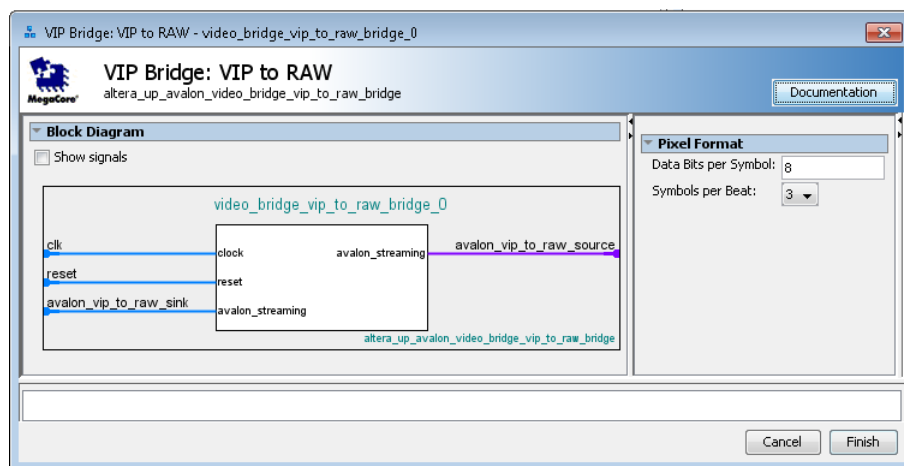 VIP Bridge: VIP to RAW - video_bridge_vip_to_raw_bridge_0
MegaCore®
VIP Bridge: VIP to RAW
altera_up_avalon_video_bridge_vip_to_raw_bridge
Documentation
Block Diagram
Show signals
video_bridge_vip_to_raw_bridge_0
clk
clock
avalon_streaming
avalon_vip_to_raw_source
reset
reset
avalon_vip_to_raw_sink
avalon_streaming
altera_up_avalon_video_bridge_vip_to_raw_bridge
Pixel Format
Data Bits per Symbol: 8
Symbols per Beat: 3
Cancel
Finish